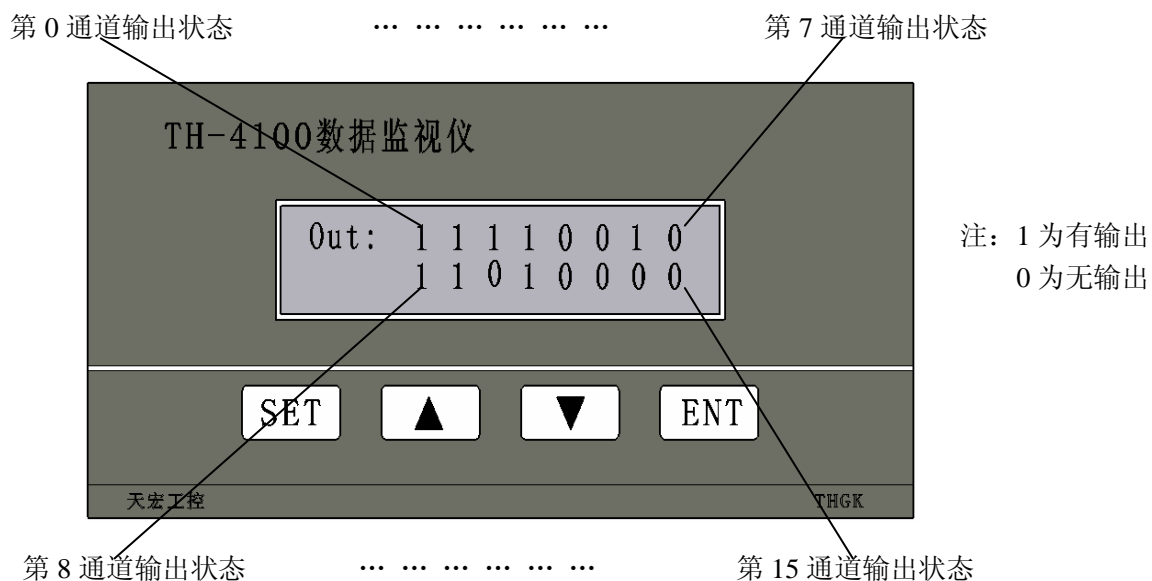 第 0 通道输出状态 … … … … … … 第 7 通道输出状态
TH-4100数据监视仪
Out: 1 1 1 1 0 0 1 0
1 1 0 1 0 0 0 0
注：1 为有输出
0 为无输出
SET ▲ ▼ ENT
天宏工控 THGK
第 8 通道输出状态 … … … … … … 第 15 通道输出状态